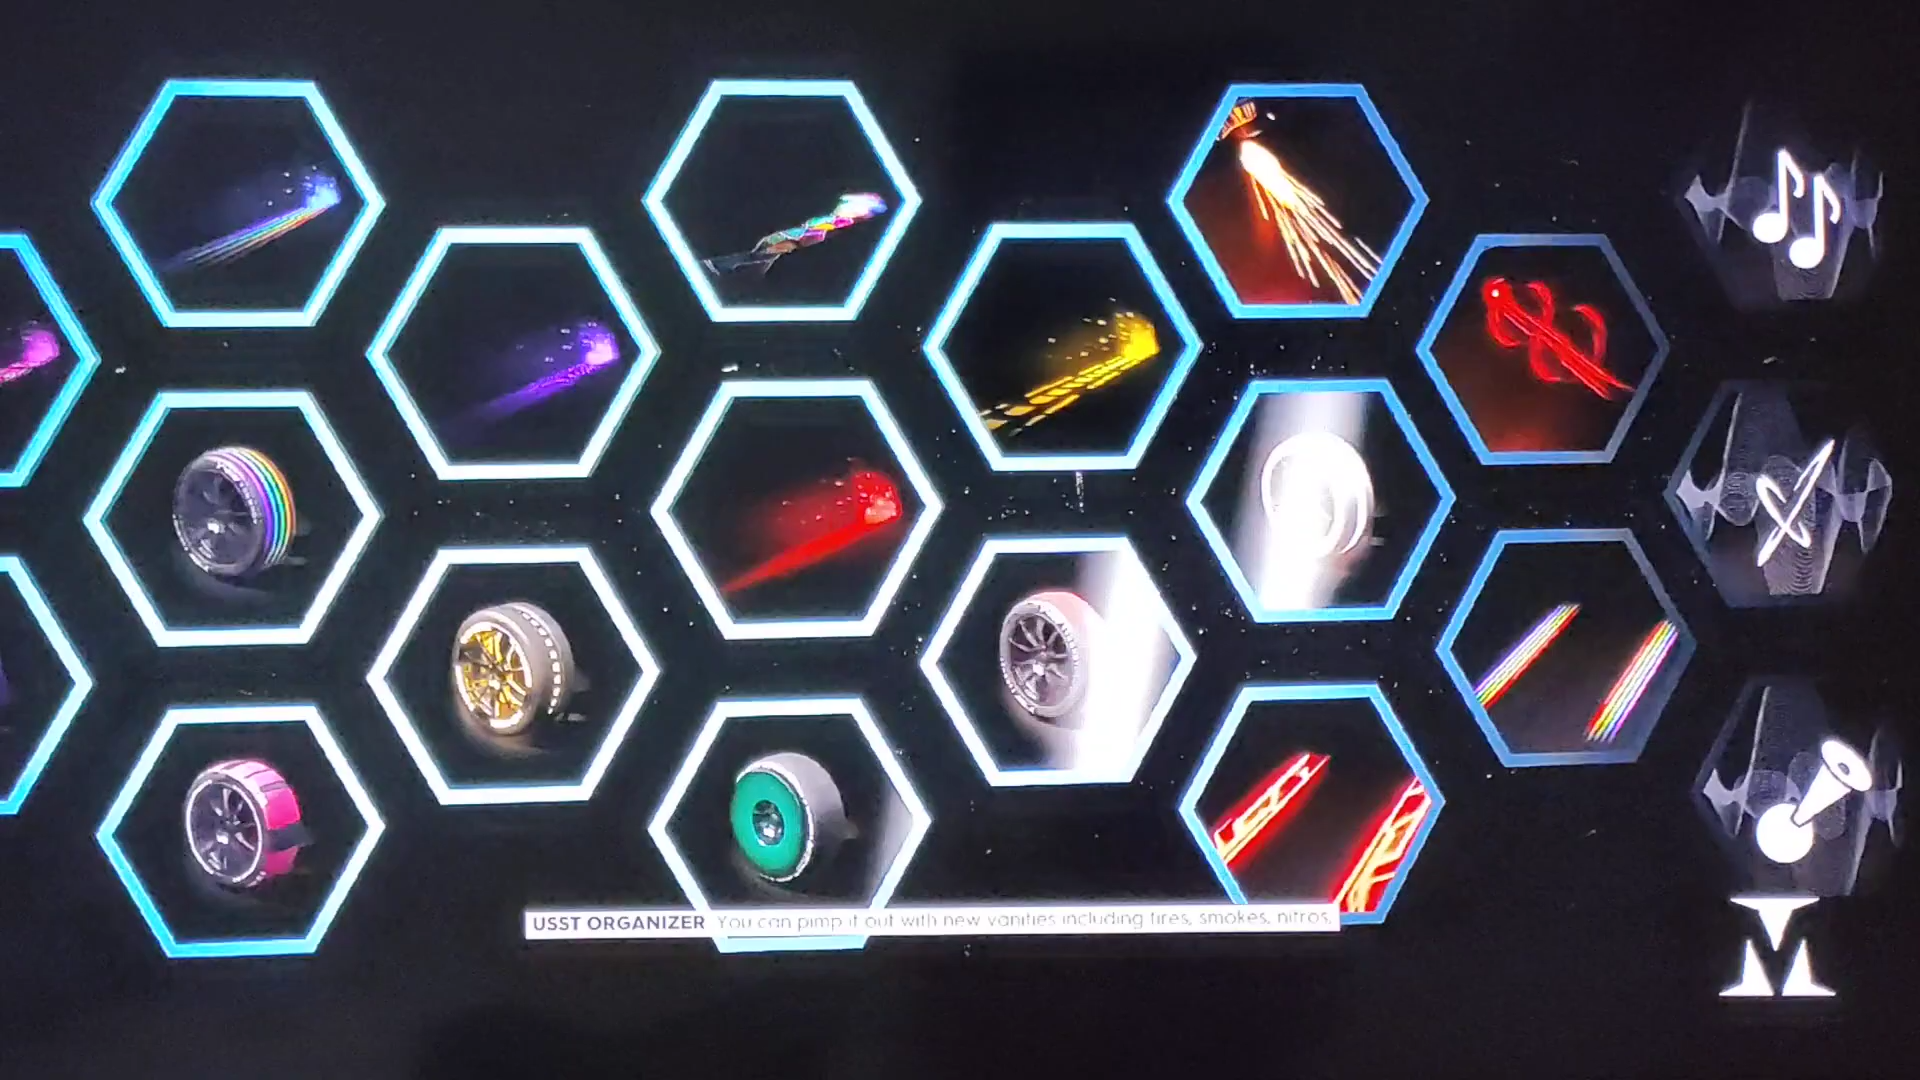 USST ORGANIZER You can pimp it out with new vanities including tires, smokes, nitros,